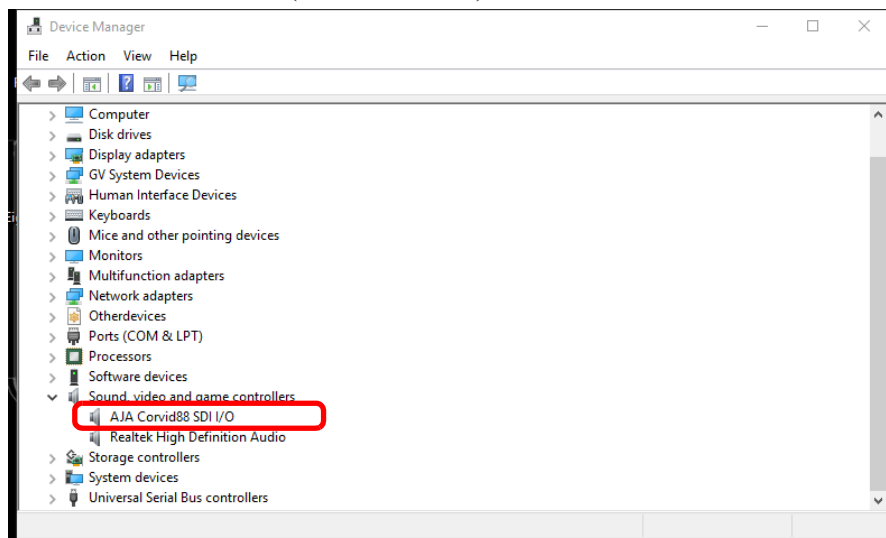 Device Manager
File Action View Help
Computer
Disk drives
Display adapters
GV System Devices
Human Interface Devices
Keyboards
Mice and other pointing devices
Monitors
Multifunction adapters
Network adapters
Otherdevices
Ports (COM & LPT)
Processors
Software devices
Sound, video and game controllers
AJA Corvid88 SDI I/O
Realtek High Definition Audio
Storage controllers
System devices
Universal Serial Bus controllers